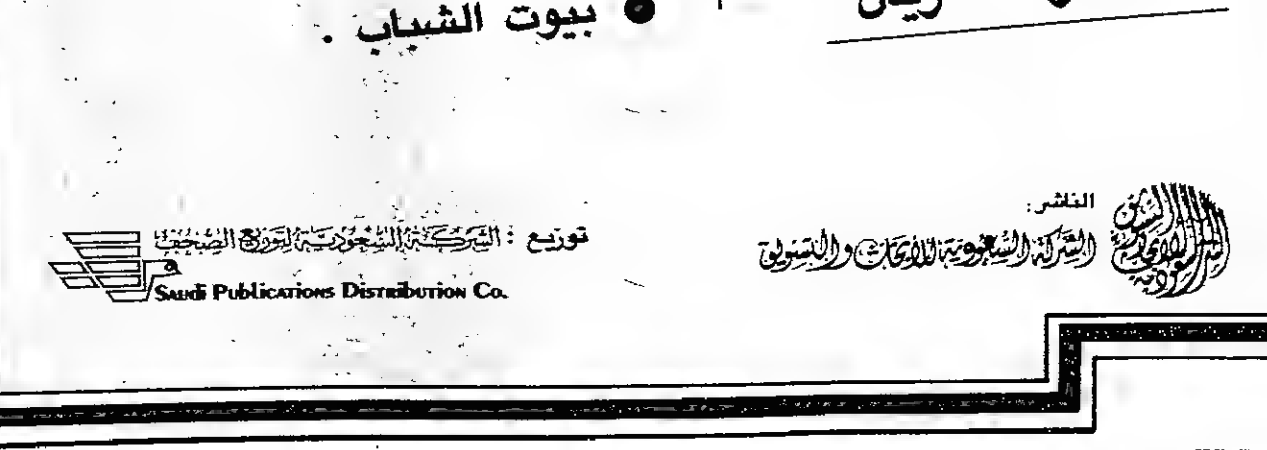 بيوت الشباب .
الناشر:
الشركة السعودية للأبحاث والتسويق
توزيع : الشركة السعودية لتوزيع الصحف
Saudi Publications Distribution Co.